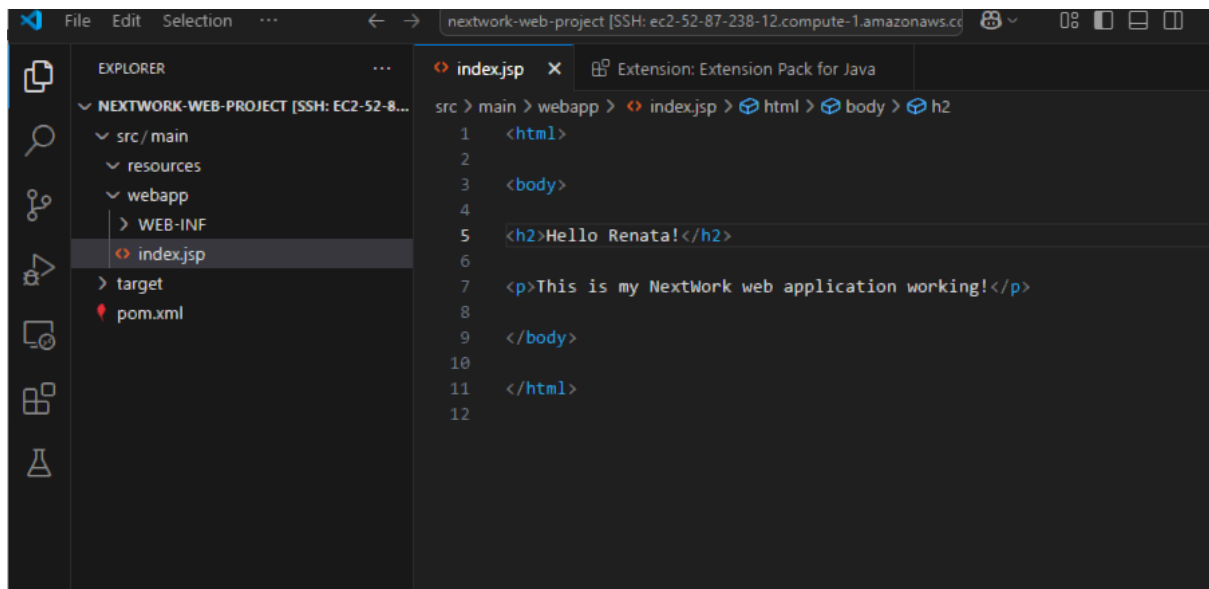 File Edit Selection ··· ← → nextwork-web-project [SSH: ec2-52-87-238-12.compute-1.amazonaws.cc
EXPLORER ···
NEXTWORK-WEB-PROJECT [SSH: EC2-52-8...
src / main
resources
webapp
WEB-INF
index.jsp
target
pom.xml
index.jsp × Extension: Extension Pack for Java
src > main > webapp > index.jsp > html > body > h2
1 <html>
2
3 <body>
4
5 <h2>Hello Renata!</h2>
6
7 <p>This is my NextWork web application working!</p>
8
9 </body>
10
11 </html>
12